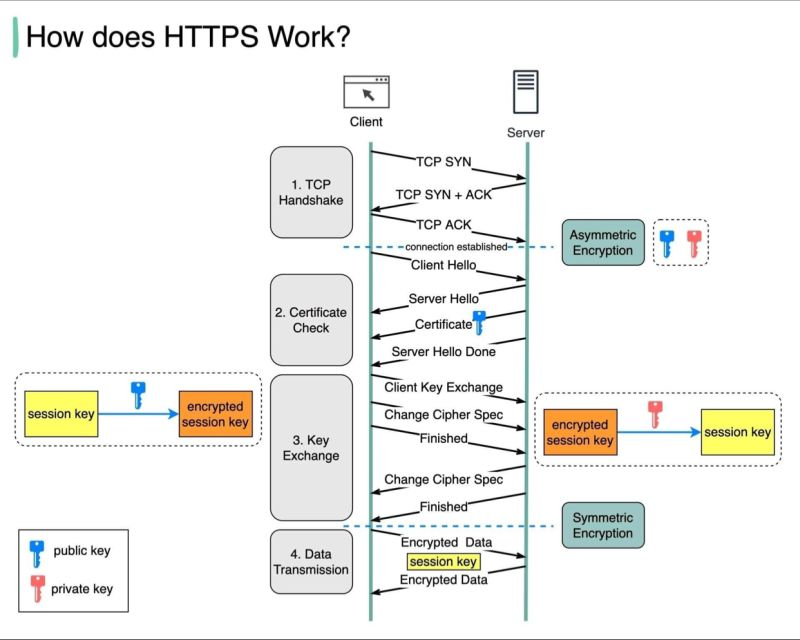 How does HTTPS Work?
Client
Server
1. TCP
Handshake
TCP SYN
TCP SYN + ACK
TCP ACK
connection established
Asymmetric
Encryption
Client Hello
2. Certificate
Check
Server Hello
Certificate
Server Hello Done
3. Key
Exchange
Client Key Exchange
Change Cipher Spec
Finished
Change Cipher Spec
Finished
session key
encrypted
session key
encrypted
session key
session key
Symmetric
Encryption
4. Data
Transmission
Encrypted Data
session key
Encrypted Data
public key
private key